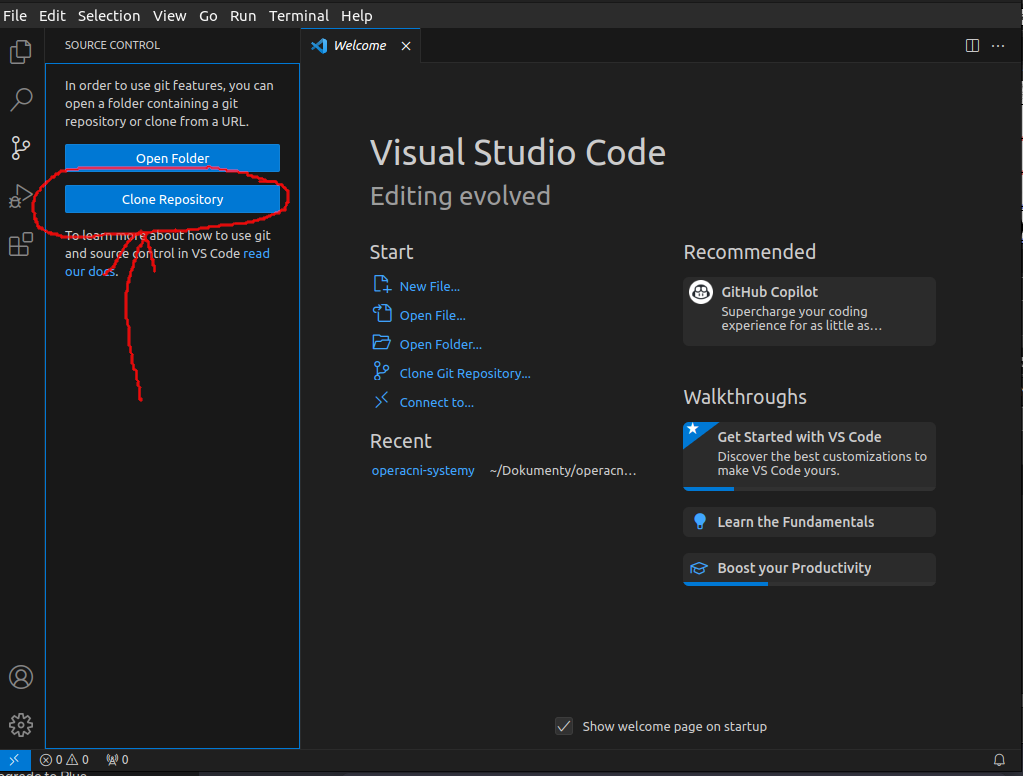 File Edit Selection View Go Run Terminal Help
SOURCE CONTROL
Welcome
In order to use git features, you can
open a folder containing a git
repository or clone from a URL.
Open Folder
Clone Repository
To learn more about how to use git
and source control in VS Code read
our docs.
Visual Studio Code
Editing evolved
Start
New File...
Open File...
Open Folder...
Clone Git Repository...
Connect to...
Recent
operacni-systemy ~/Dokumenty/operacn...
Recommended
GitHub Copilot
Supercharge your coding
experience for as little as...
Walkthroughs
Get Started with VS Code
Discover the best customizations to
make VS Code yours.
Learn the Fundamentals
Boost your Productivity
Show welcome page on startup
0 0 0